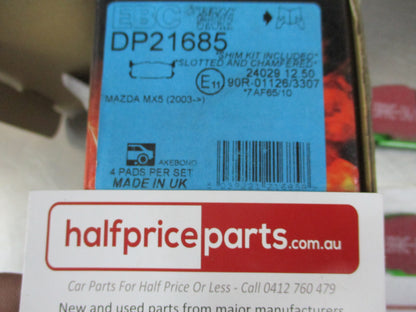 EBC
DP21685
"SHIM KIT INCLUDED"
"SLOTTED AND CHAMFERED"
24029 12 50
E11 90R-01126/3307
*7AF65/10
MAZDA MX5 (2003->)
AKEBONO
4 PADS PER SET
MADE IN UK
halfpriceparts.com.au
Car Parts For Half Price Or Less - Call 0412 760 479
New and used parts from major manufacturers